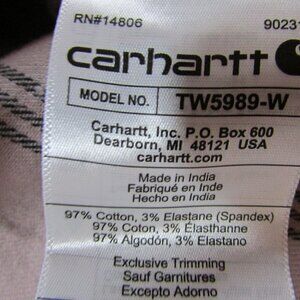 RN#14806
90231
carhartt
MODEL NO. TW5989-W
Carhartt, Inc. P.O. Box 600
Dearborn, MI 48121 USA
carhartt.com
Made in India
Fabriqué en Inde
Hecho en India
97% Cotton, 3% Elastane (Spandex)
97% Coton, 3% Élasthanne
97% Algodón, 3% Elastano
Exclusive Trimming
Sauf Garnitures
Excepto Adorno